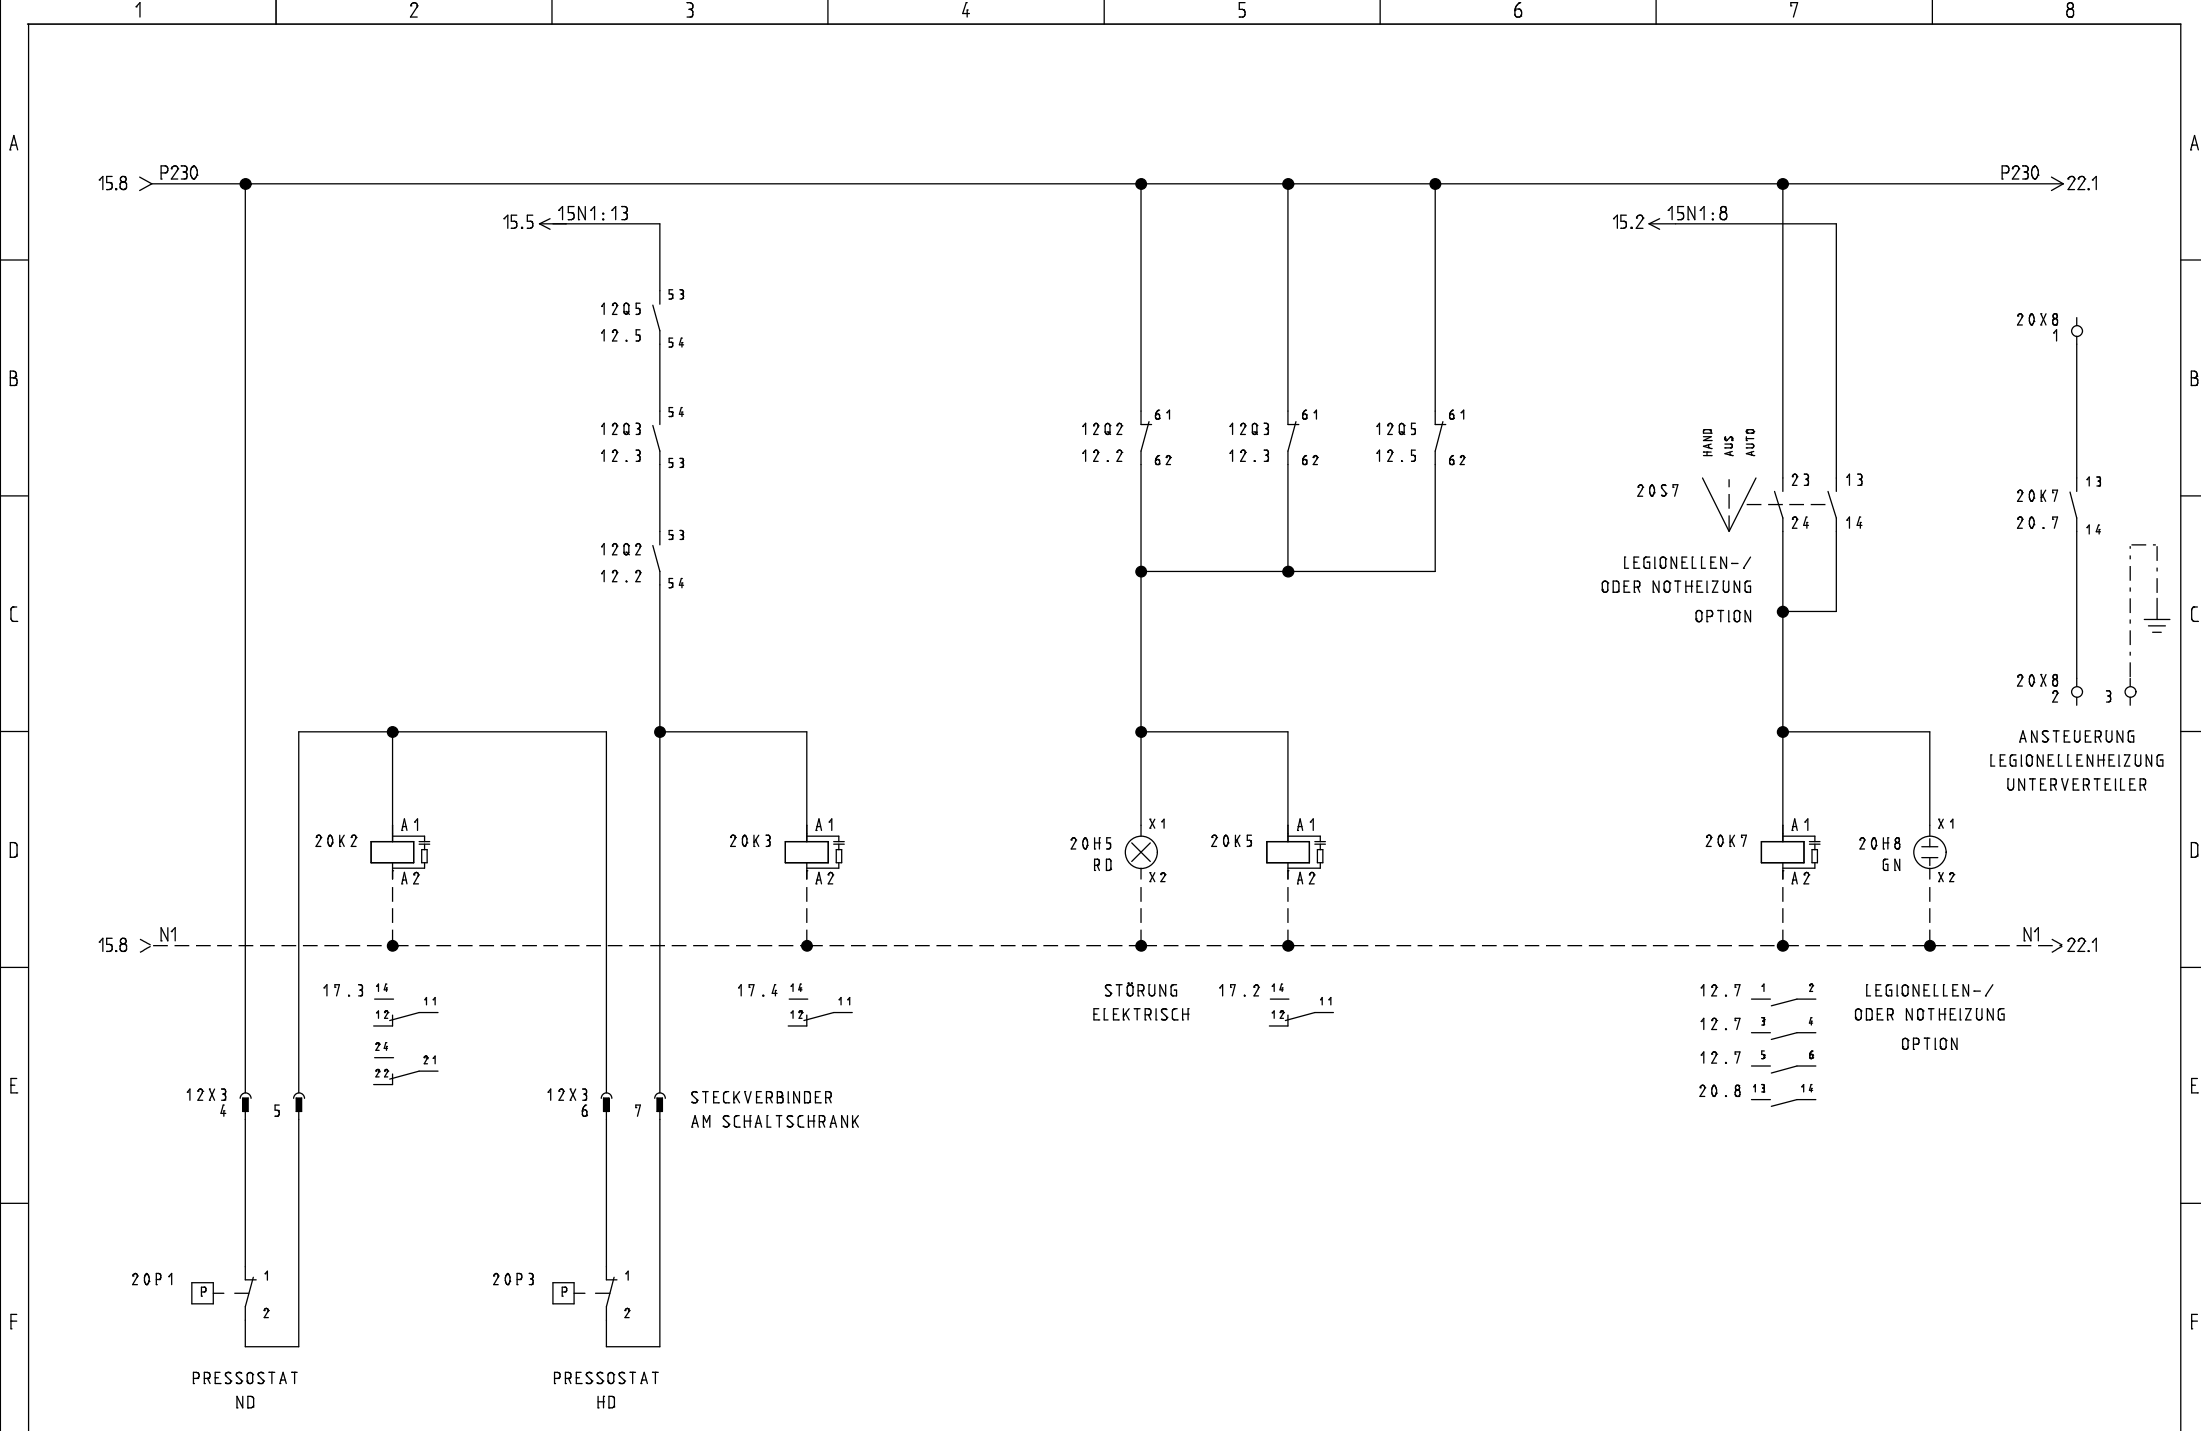 1 2 3 4 5 6 7 8
A A
15.8 P230 P230 22.1
15.5 15N1:13 15.2 15N1:8
12Q5 53
12.5 54
20X8
1
B B
12Q3 54
12.3 53
12Q2 61
12.2 62
12Q3 61
12.3 62
12Q5 61
12.5 62
HAND
AUS
AUTO
20S7 23 13
24 14
20K7 13
20.7 14
12Q2 53
12.2 54
LEGIONELLEN-/
ODER NOTHEIZUNG
OPTION
C C
20X8
2 3
ANSTEUERUNG
LEGIONELLENHEIZUNG
UNTERVERTEILER
D D
20K2 A1
A2
20K3 A1
A2
20H5 X1
RD X2
20K5 A1
A2
20K7 A1
A2
20H8 X1
GN X2
15.8 N1 N1 22.1
17.3 14 11
12
24 21
22
17.4 14 11
12
STÖRUNG
ELEKTRISCH
17.2 14 11
12
12.7 1 2
12.7 3 4
12.7 5 6
20.8 13 14
LEGIONELLEN-/
ODER NOTHEIZUNG
OPTION
E E
12X3
4 5
12X3
6 7
STECKVERBINDER
AM SCHALTSCHRANK
20P1 P 1
2
20P3 P 1
2
F F
PRESSOSTAT
ND
PRESSOSTAT
HD